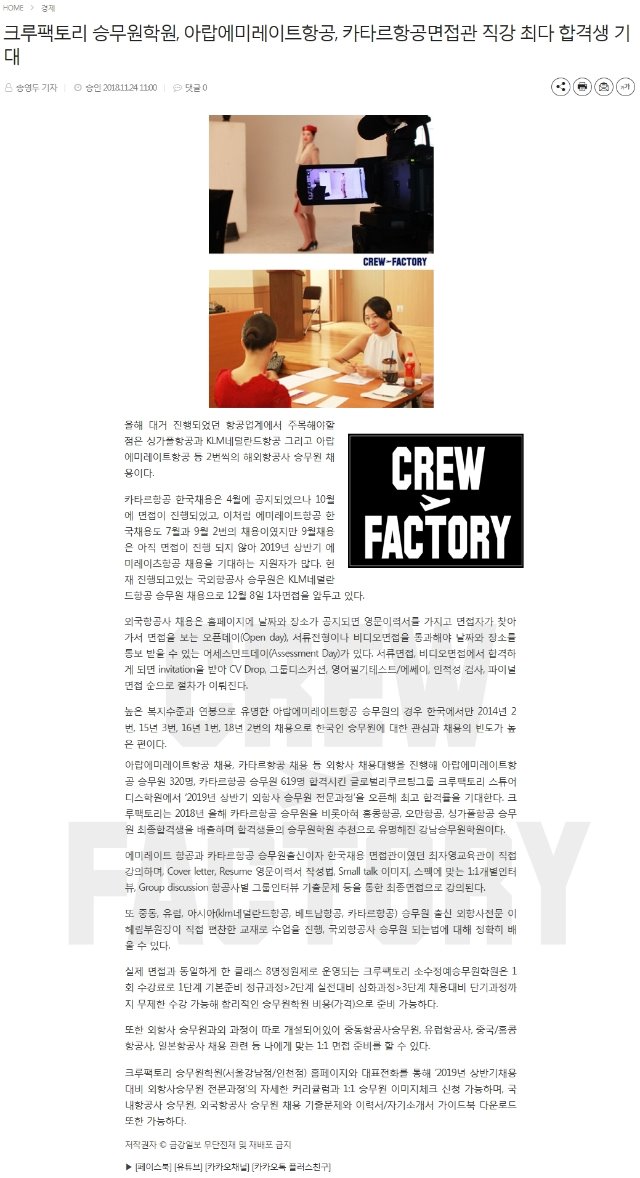 HOME > 경제
크루팩토리 승무원학원, 아랍에미레이트항공, 카타르항공면접관 직강 최다 합격생 기
대
송영두 기자 | 승인 2018.11.24 11:00 | 댓글 0
CREW FACTORY
올해 대거 진행되었던 항공업계에서 주목해야할
점은 싱가폴항공과 KLM네덜란드항공 그리고 아랍
에미레이트항공 등 2번씩의 해외항공사 승무원 채
용이다.
CREW
FACTORY
카타르항공 한국채용은 4월에 공지되었으나 10월
에 면접이 진행되었고, 이처럼 에미레이트항공 한
국채용도 7월과 9월 2번의 채용이였지만 9월채용
은 아직 면접이 진행 되지 않아 2019년 상반기 에
미레이츠항공 채용을 기대하는 지원자가 많다. 현
재 진행되고있는 국외항공사 승무원은 KLM네덜란
드항공 승무원 채용으로 12월 8일 1차면접을 앞두고 있다.
외국항공사 채용은 홈페이지에 날짜와 장소가 공지되면 영문이력서를 가지고 면접자가 찾아
가서 면접을 보는 오픈데이(Open day), 서류전형이나 비디오면접을 통과해야 날짜와 장소를
통보 받을 수 있는 어세스먼트데이(Assessment Day)가 있다. 서류면접, 비디오면접에서 합격하
게 되면 invitation을 받아 CV Drop, 그룹디스커션, 영어필기테스트/에쎄이, 인적성 검사, 파이널
면접 순으로 절차가 이뤄진다.
높은 복지수준과 연봉으로 유명한 아랍에미레이트항공 승무원의 경우 한국에서만 2014년 2
번, 15년 3번, 16년 1번, 18년 2번의 채용으로 한국인 승무원에 대한 관심과 채용의 빈도가 높
은 편이다.
아랍에미레이트항공 채용, 카타르항공 채용 등 외항사 채용대행을 진행해 아랍에미레이트항
공 승무원 320명, 카타르항공 승무원 619명 합격시킨 글로벌리쿠르팅그룹 크루팩토리 스튜어
디스학원에서 '2019년 상반기 외항사 승무원 전문과정'을 오픈해 최고 합격률을 기대한다. 크
루팩토리는 2018년 올해 카타르항공 승무원을 비롯하여 홍콩항공, 오만항공, 싱가폴항공 승무
원 최종합격생을 배출하며 합격생들의 승무원학원 추천으로 유명해진 강남승무원학원이다.
에미레이트 항공과 카타르항공 승무원출신이자 한국채용 면접관이였던 최자영교육관이 직접
강의하며, Cover letter, Resume 영문이력서 작성법, Small talk 이미지, 스펙에 맞는 1:1개별인터
뷰, Group discussion 항공사별 그룹인터뷰 기출문제 등을 통한 최종면접으로 강의된다.
또 중동, 유럽, 아시아(klm네덜란드항공, 베트남항공, 카타르항공) 승무원 출신 외항사전문 이
혜림부원장이 직접 편찬한 교재로 수업을 진행, 국외항공사 승무원 되는법에 대해 정확히 배
울 수 있다.
실제 면접과 동일하게 한 클래스 8명정원제로 운영되는 크루팩토리 소수정예승무원학원은 1
회 수강료로 1단계 기본준비 정규과정>2단계 실전대비 심화과정>3단계 채용대비 단기과정까
지 무제한 수강 가능해 합리적인 승무원학원 비용(가격)으로 준비 가능하다.
또한 외항사 승무원과외 과정이 따로 개설되어있어 중동항공사승무원, 유럽항공사, 중국/홍콩
항공사, 일본항공사 채용 관련 등 나에게 맞는 1:1 면접 준비를 할 수 있다.
크루팩토리 승무원학원(서울강남점/인천점) 홈페이지와 대표전화를 통해 '2019년 상반기채용
대비 외항사승무원 전문과정'의 자세한 커리큘럼과 1:1 승무원 이미지체크 신청 가능하며, 국
내항공사 승무원, 외국항공사 승무원 채용 기출문제와 이력서/자기소개서 가이드북 다운로드
또한 가능하다.
CREW
FACTORY
저작권자 © 금강일보 무단전재 및 재배포 금지
▶ [페이스북] [유튜브] [카카오채널] [카카오톡 플러스친구]